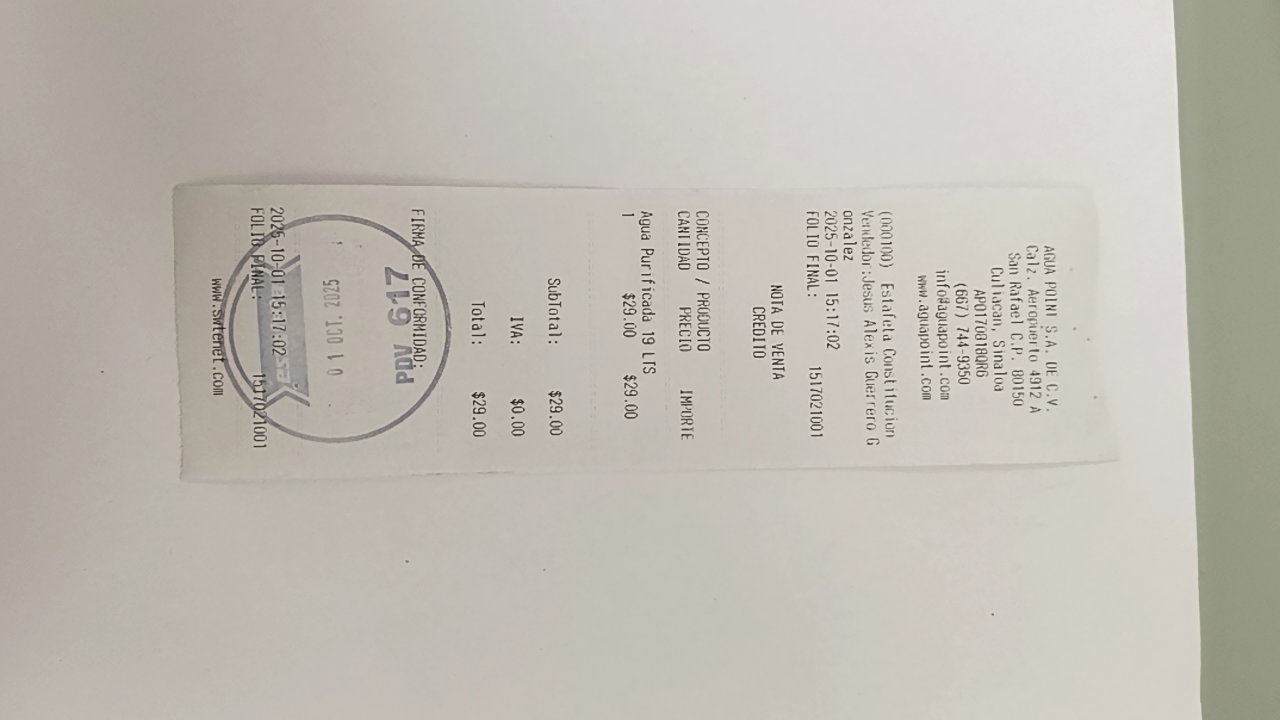 AGUA POINT S.A. DE C.V.
Calz. Aeropuerto 4912 A
San Rafael C.P. 80150
Culiacan, Sinaloa
APO170818QR6
(667) 744-9350
info@aguapoint.com
www.aguapoint.com
(000100) Estafeta Constitucion
Vendedor:Jesus Alexis Guerrero G
onzalez
2025-10-01 15:17:02
FOLIO FINAL: 1517021001
NOTA DE VENTA
CREDITO
CONCEPTO / PRODUCTO
CANTIDAD PRECIO IMPORTE
Agua Purificada 19 LTS
1 $29.00 $29.00
SubTotal: $29.00
IVA: $0.00
Total: $29.00
FIRMA DE CONFORMIDAD:
PDV 617
0 1 OCT. 2025
2025-10-01 15:17:02
FOLIO FINAL: 1517021001
www.swtenet.com